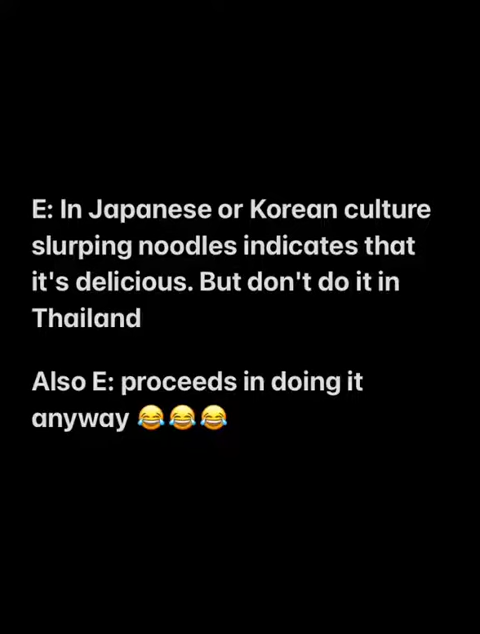 E: In Japanese or Korean culture
slurping noodles indicates that
it's delicious. But don't do it in
Thailand
Also E: proceeds in doing it
anyway 😂😂😂